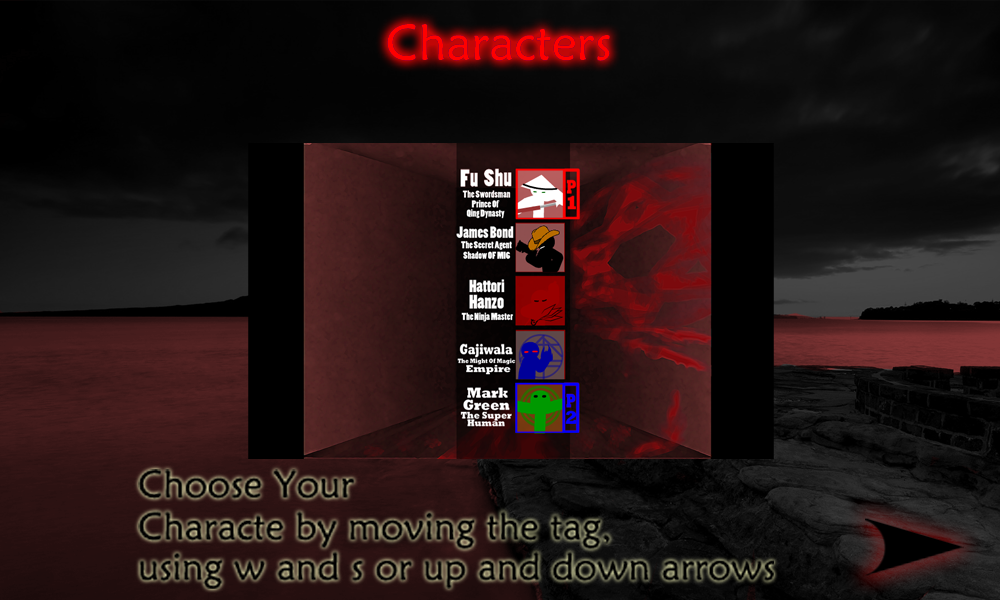 Characters
Fu Shu
The Swordsman
Prince Of
Qing Dynasty
P1
James Bond
The Secret Agent
Shadow OF MI6
Hattori
Hanzo
The Ninja Master
Gajiwala
The Might Of Magic
Empire
Mark
Green
The Super
Human
P2
Choose Your
Characte by moving the tag,
using w and s or up and down arrows